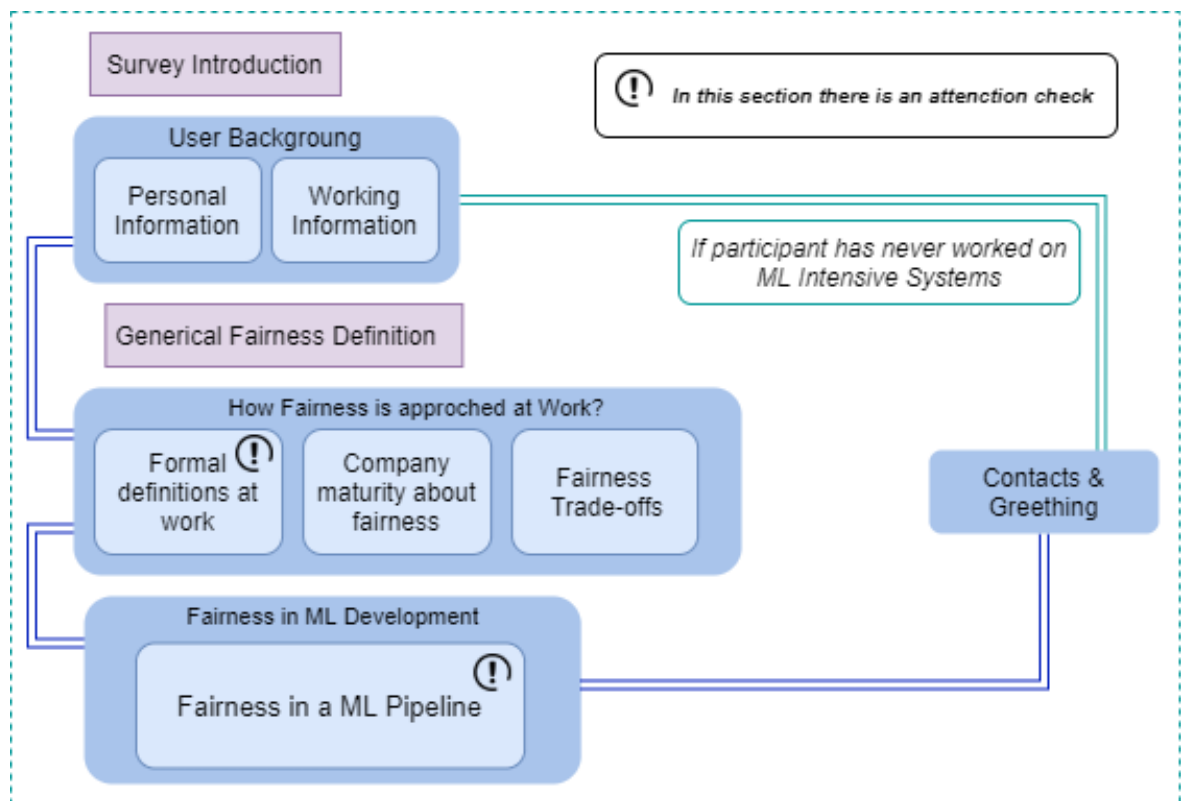 Survey Introduction
In this section there is an attenction check
User Backgroung
Personal
Information
Working
Information
If participant has never worked on
ML Intensive Systems
Generical Fairness Definition
How Fairness is approched at Work?
Formal
definitions at
work
Company
maturity about
fairness
Fairness
Trade-offs
Contacts &
Greething
Fairness in ML Development
Fairness in a ML Pipeline